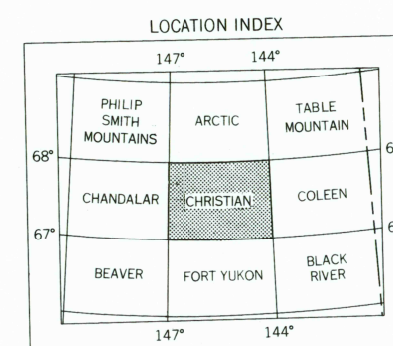 LOCATION INDEX
147° 144°
PHILIP
SMITH
MOUNTAINS
ARCTIC
TABLE
MOUNTAIN
68°
CHANDALAR
CHRISTIAN
COLEEN
67°
BEAVER
FORT YUKON
BLACK
RIVER
147° 144°